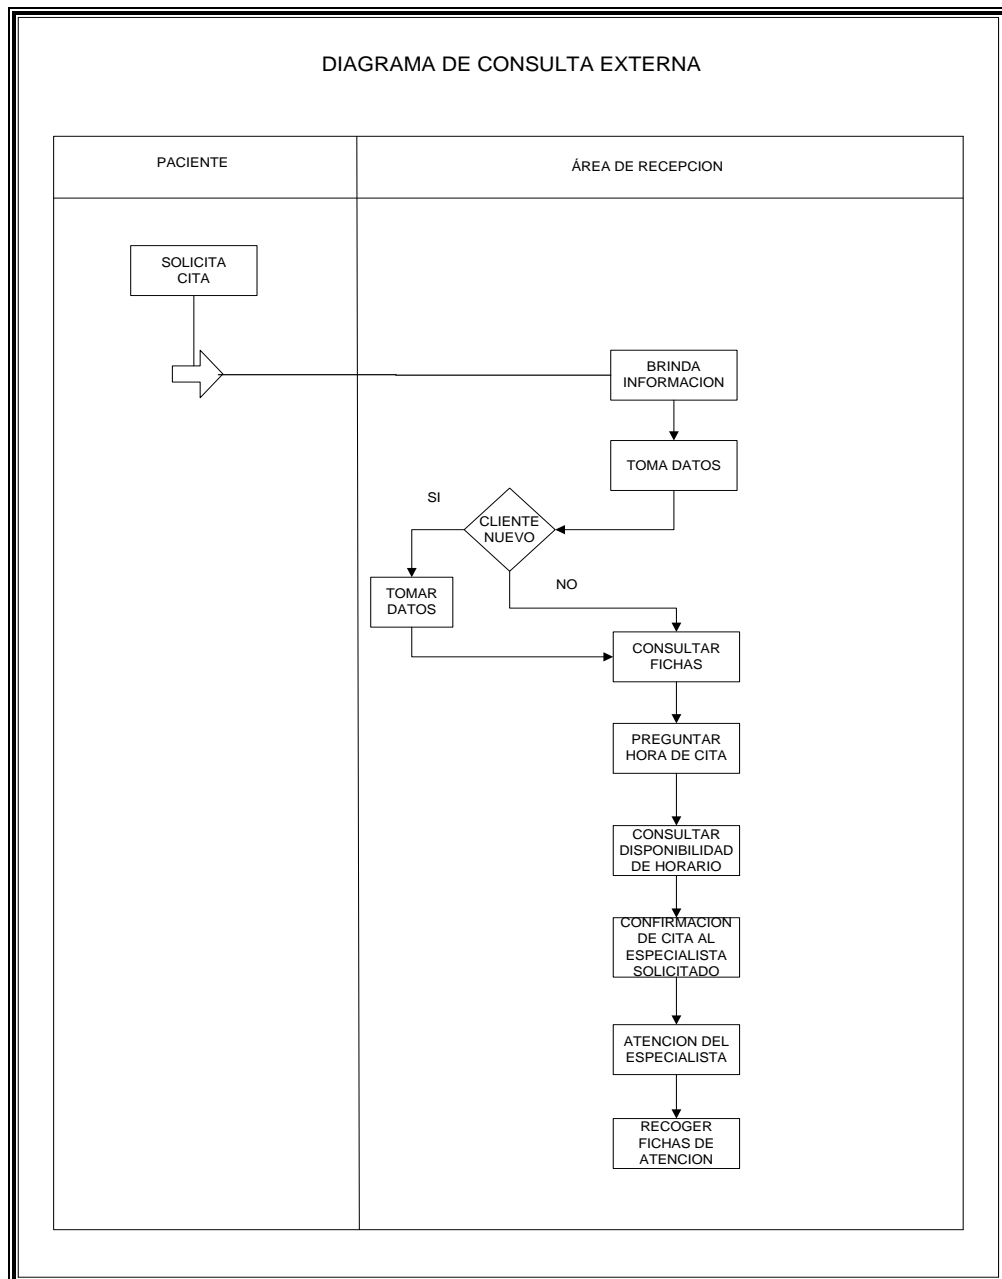 DIAGRAMA DE CONSULTA EXTERNA
PACIENTE
ÁREA DE RECEPCION
SOLICITA
CITA
BRINDA
INFORMACION
TOMA DATOS
SI
CLIENTE
NUEVO
NO
TOMAR
DATOS
CONSULTAR
FICHAS
PREGUNTAR
HORA DE CITA
CONSULTAR
DISPONIBILIDAD
DE HORARIO
CONFIRMACION
DE CITA AL
ESPECIALISTA
SOLICITADO
ATENCION DEL
ESPECIALISTA
RECOGER
FICHAS DE
ATENCION